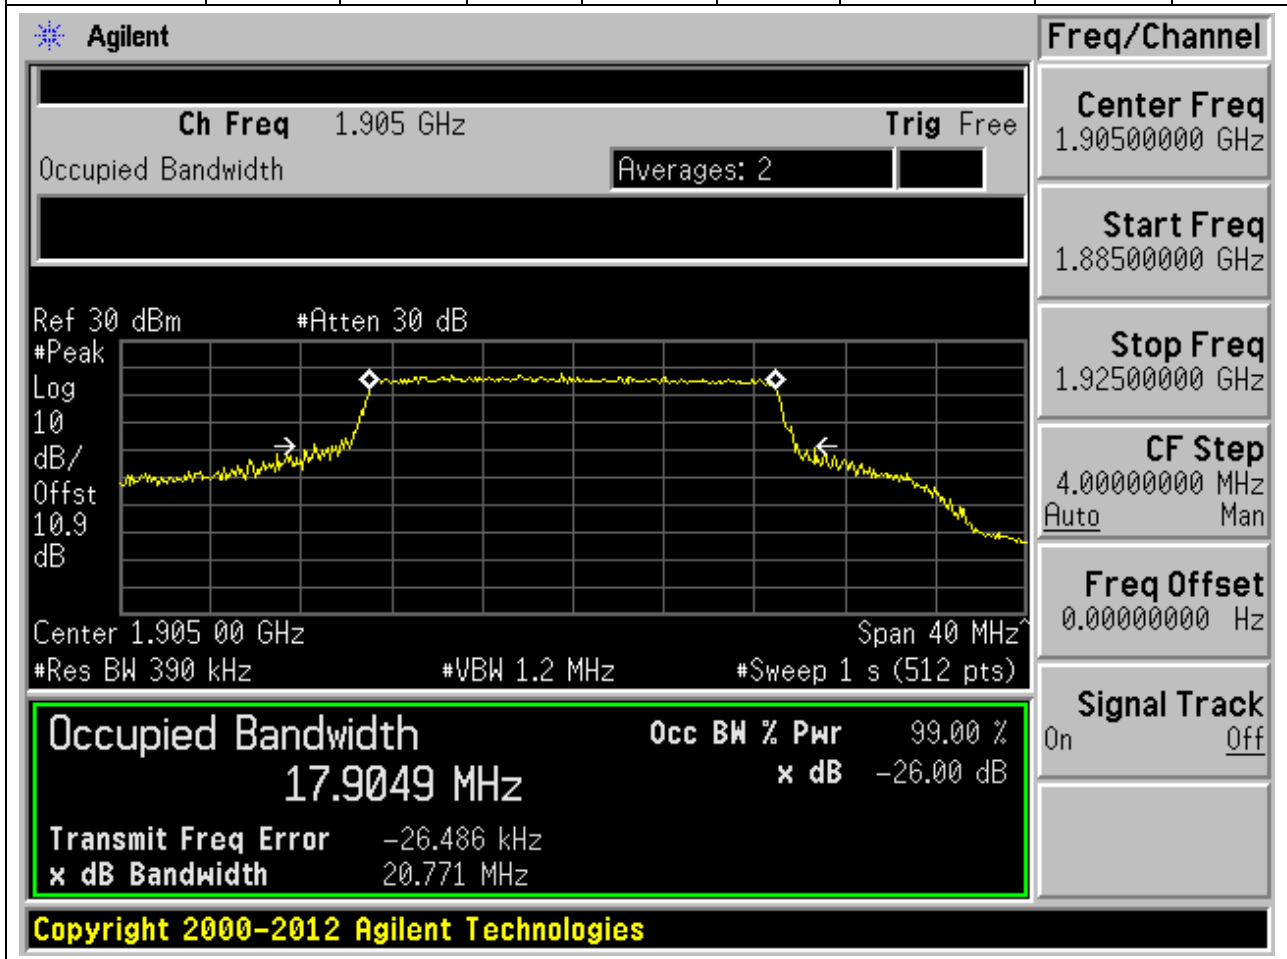 Agilent
Freq/Channel
Ch Freq 1.905 GHz Trig Free
Occupied Bandwidth Averages: 2
Center Freq
1.90500000 GHz
Start Freq
1.88500000 GHz
Stop Freq
1.92500000 GHz
CF Step
4.00000000 MHz
Auto Man
Freq Offset
0.00000000 Hz
Signal Track
On Off
Ref 30 dBm #Atten 30 dB
#Peak
Log
10
dB/
Offst
10.9
dB
Center 1.905 00 GHz Span 40 MHz^
#Res BW 390 kHz #VBW 1.2 MHz #Sweep 1 s (512 pts)
Occupied Bandwidth Occ BW % Pwr 99.00 %
17.9049 MHz x dB -26.00 dB
Transmit Freq Error -26.486 kHz
x dB Bandwidth 20.771 MHz
Copyright 2000-2012 Agilent Technologies